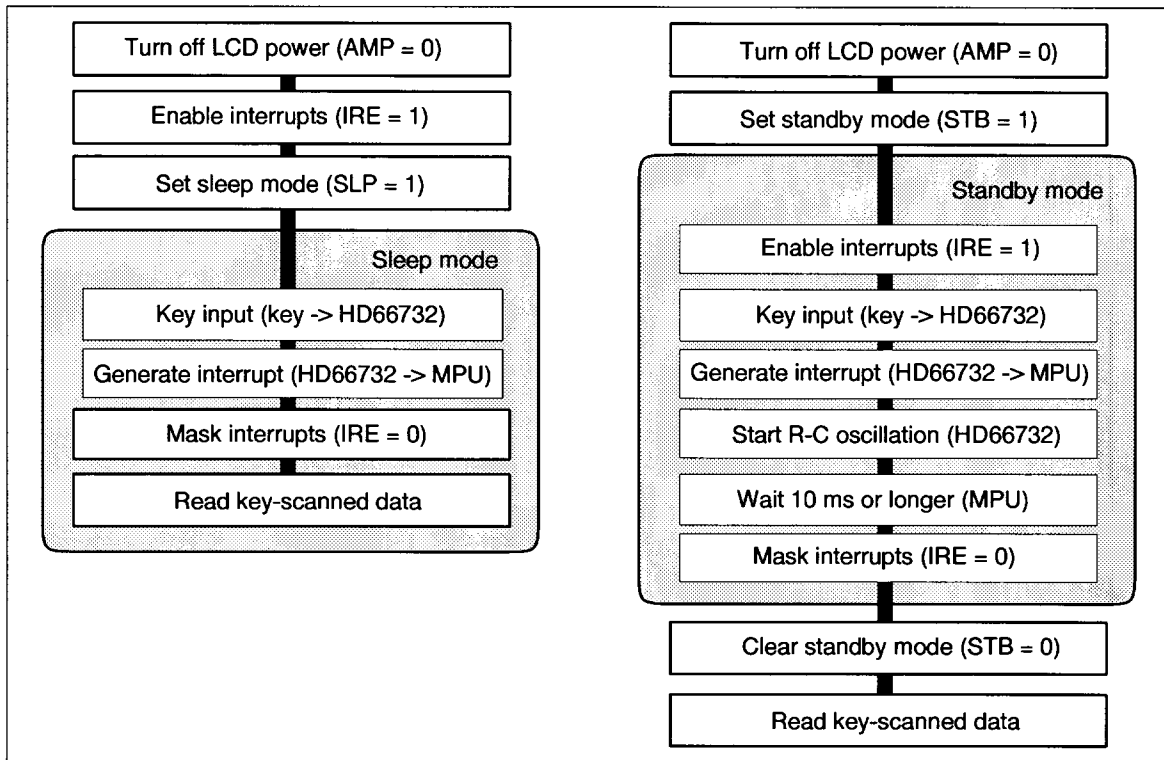 Turn off LCD power (AMP = 0)
Enable interrupts (IRE = 1)
Set sleep mode (SLP = 1)
Sleep mode
Key input (key -> HD66732)
Generate interrupt (HD66732 -> MPU)
Mask interrupts (IRE = 0)
Read key-scanned data
Turn off LCD power (AMP = 0)
Set standby mode (STB = 1)
Standby mode
Enable interrupts (IRE = 1)
Key input (key -> HD66732)
Generate interrupt (HD66732 -> MPU)
Start R-C oscillation (HD66732)
Wait 10 ms or longer (MPU)
Mask interrupts (IRE = 0)
Clear standby mode (STB = 0)
Read key-scanned data